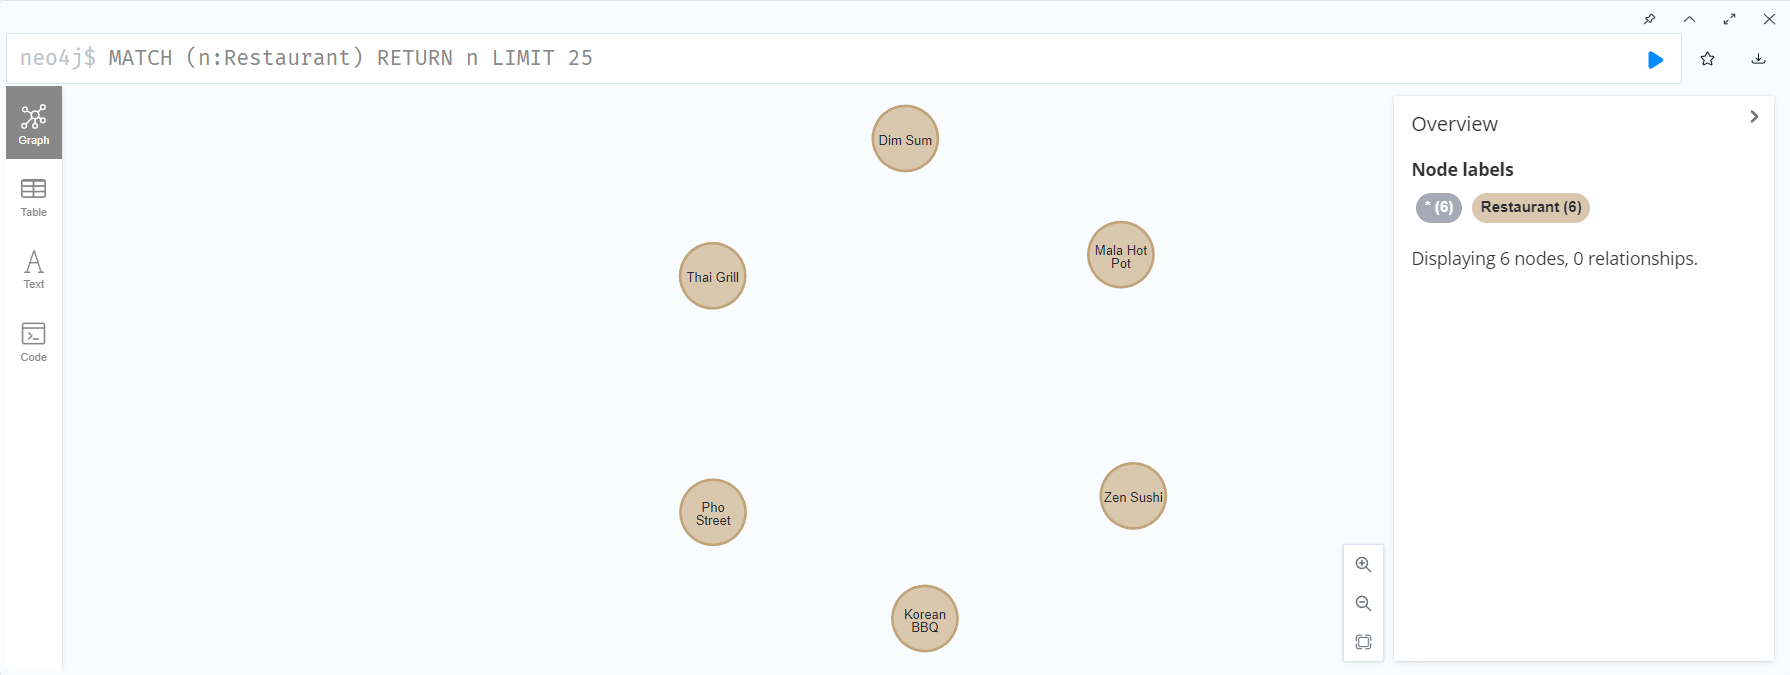 neo4j$ MATCH (n:Restaurant) RETURN n LIMIT 25
Graph
Table
Text
Code
Dim Sum
Mala Hot
Pot
Thai Grill
Zen Sushi
Pho
Street
Korean
BBQ
Overview
Node labels
* (6) Restaurant (6)
Displaying 6 nodes, 0 relationships.